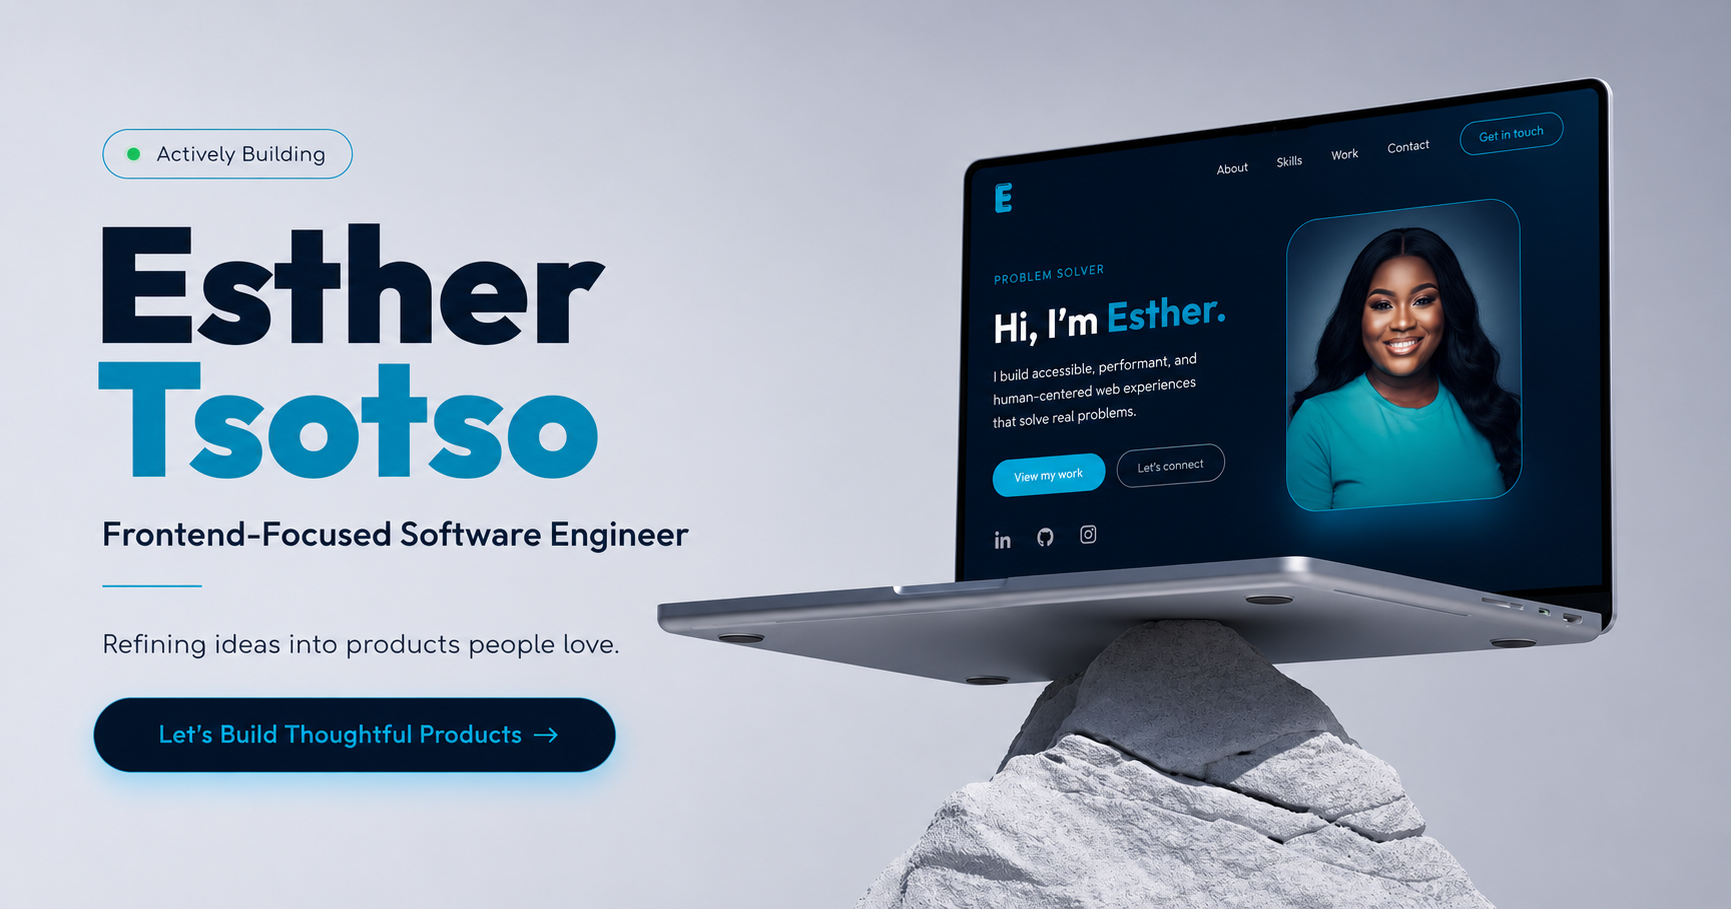 Actively Building
Esther
Tsotso
Frontend-Focused Software Engineer
Refining ideas into products people love.
Let's Build Thoughtful Products →
E
About Skills Work Contact Get in touch
PROBLEM SOLVER
Hi, I'm Esther.
I build accessible, performant, and
human-centered web experiences
that solve real problems.
View my work Let's connect
in